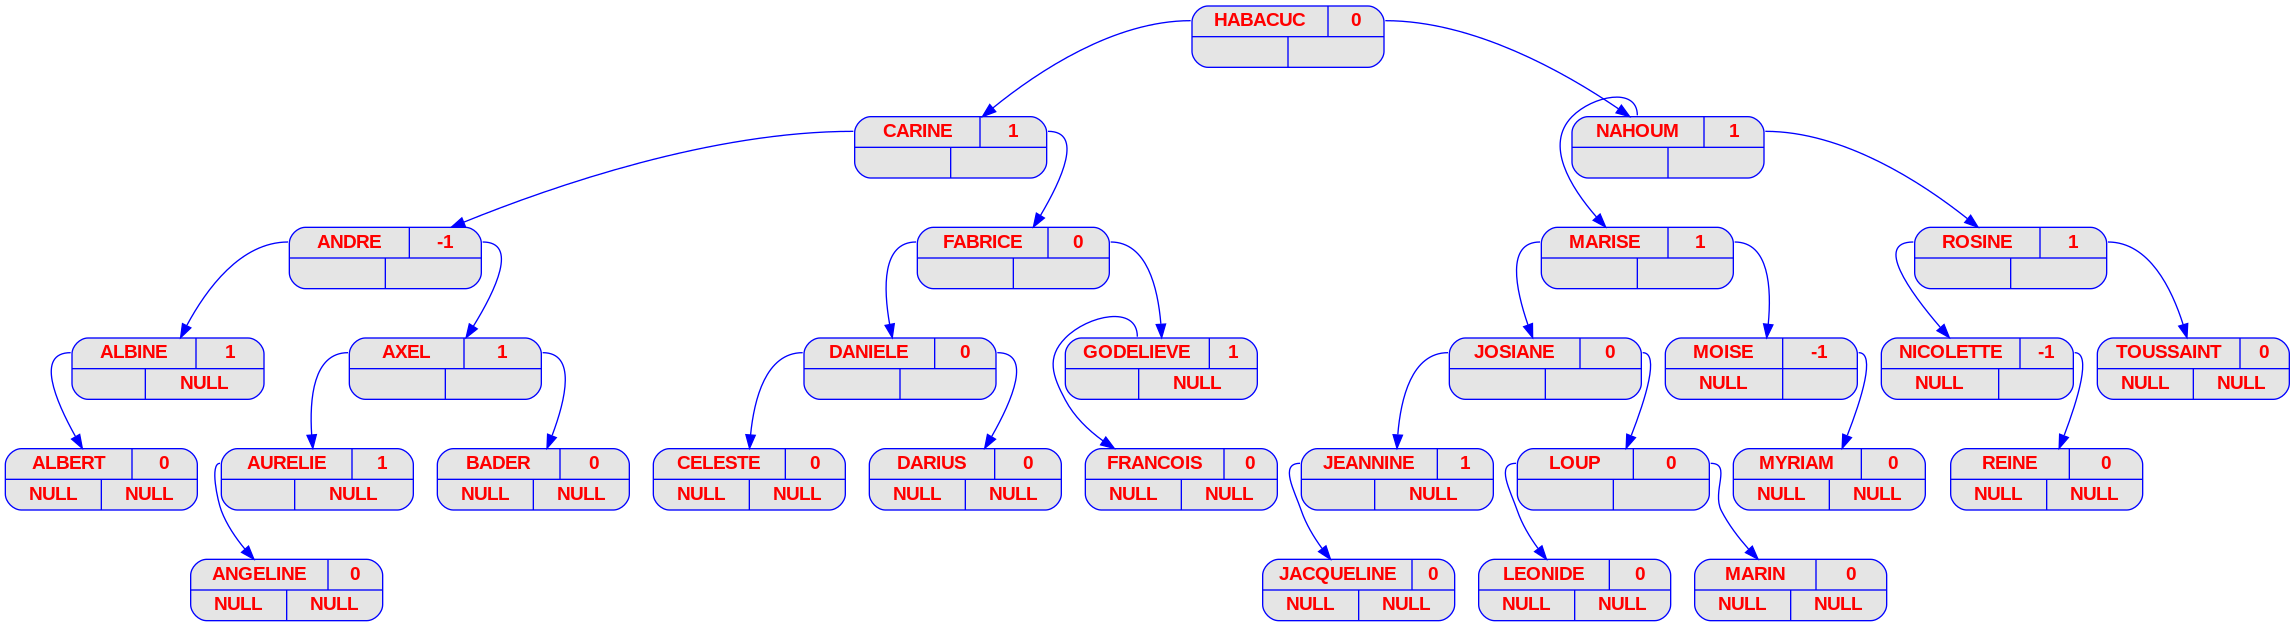 HABACUC 0
CARINE 1
NAHOUM 1
ANDRE -1
FABRICE 0
MARISE 1
ROSINE 1
ALBINE 1
NULL
AXEL 1
DANIELE 0
GODELIEVE 1
NULL
JOSIANE 0
MOISE -1
NULL
NICOLETTE -1
NULL
TOUSSAINT 0
NULL NULL
ALBERT 0
NULL NULL
AURELIE 1
NULL
BADER 0
NULL NULL
CELESTE 0
NULL NULL
DARIUS 0
NULL NULL
FRANCOIS 0
NULL NULL
JEANNINE 1
NULL
LOUP 0
MYRIAM 0
NULL NULL
REINE 0
NULL NULL
ANGELINE 0
NULL NULL
JACQUELINE 0
NULL NULL
LEONIDE 0
NULL NULL
MARIN 0
NULL NULL